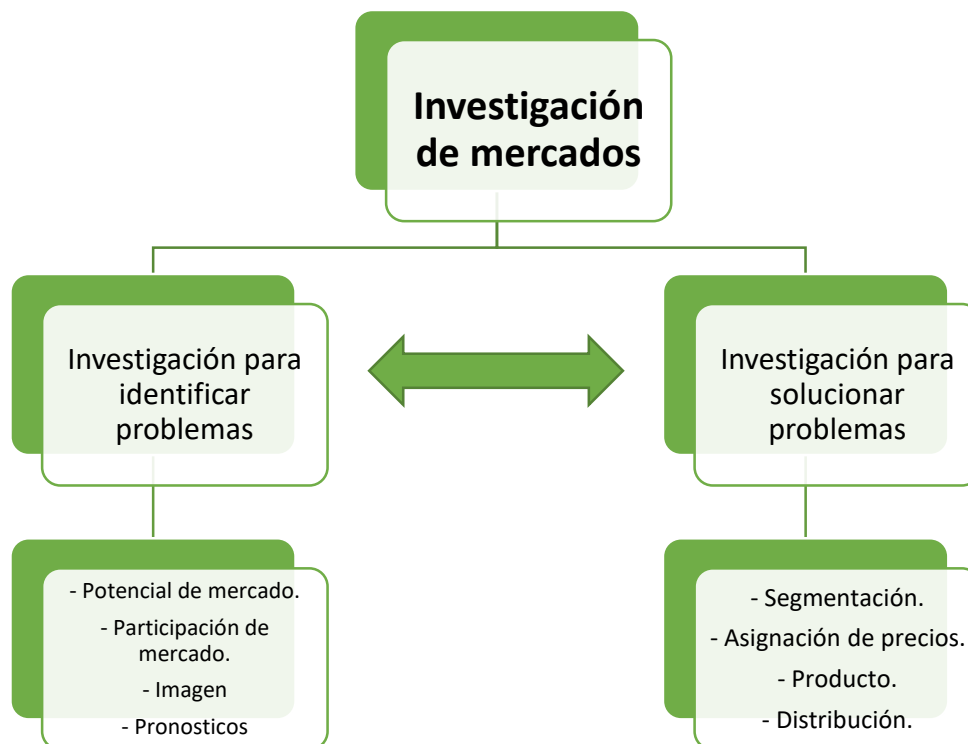 Investigación
de mercados
Investigación para
identificar
problemas
Investigación para
solucionar
problemas
- Potencial de mercado.
- Participación de
mercado.
- Imagen
- Pronosticos
- Segmentación.
- Asignación de precios.
- Producto.
- Distribución.